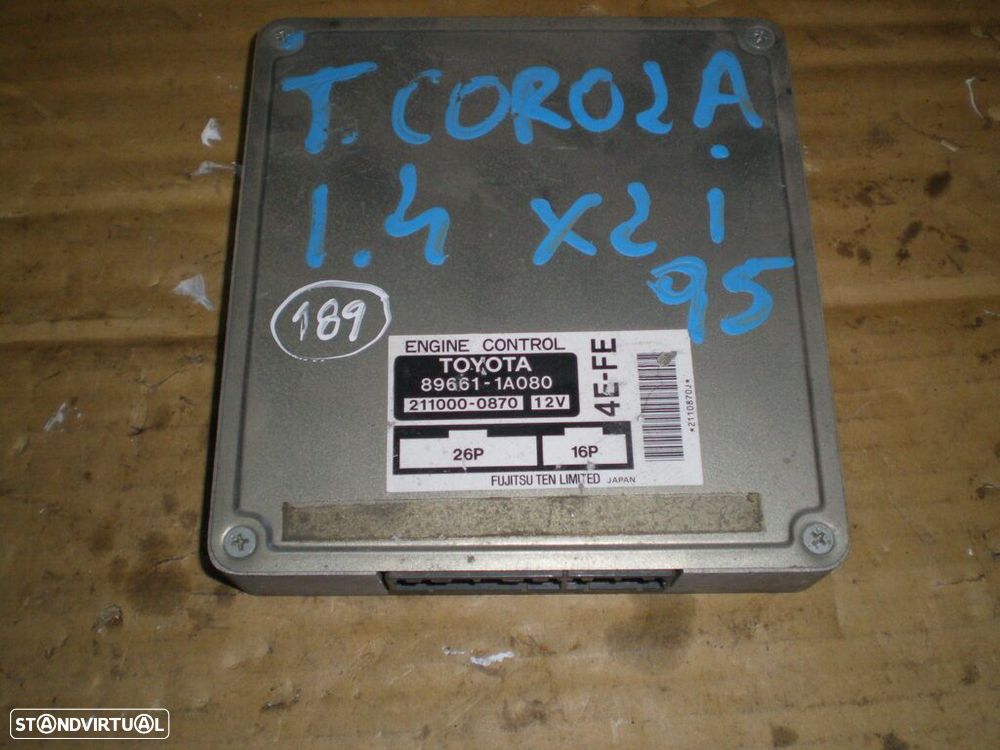 T. COROLA
1.4 XLi
95
189
ENGINE CONTROL
TOYOTA
89661-1A080
211000-0870 12V
4E-FE
*2110870J*
26P 16P
FUJITSU TEN LIMITED JAPAN
STANDVIRTUAL